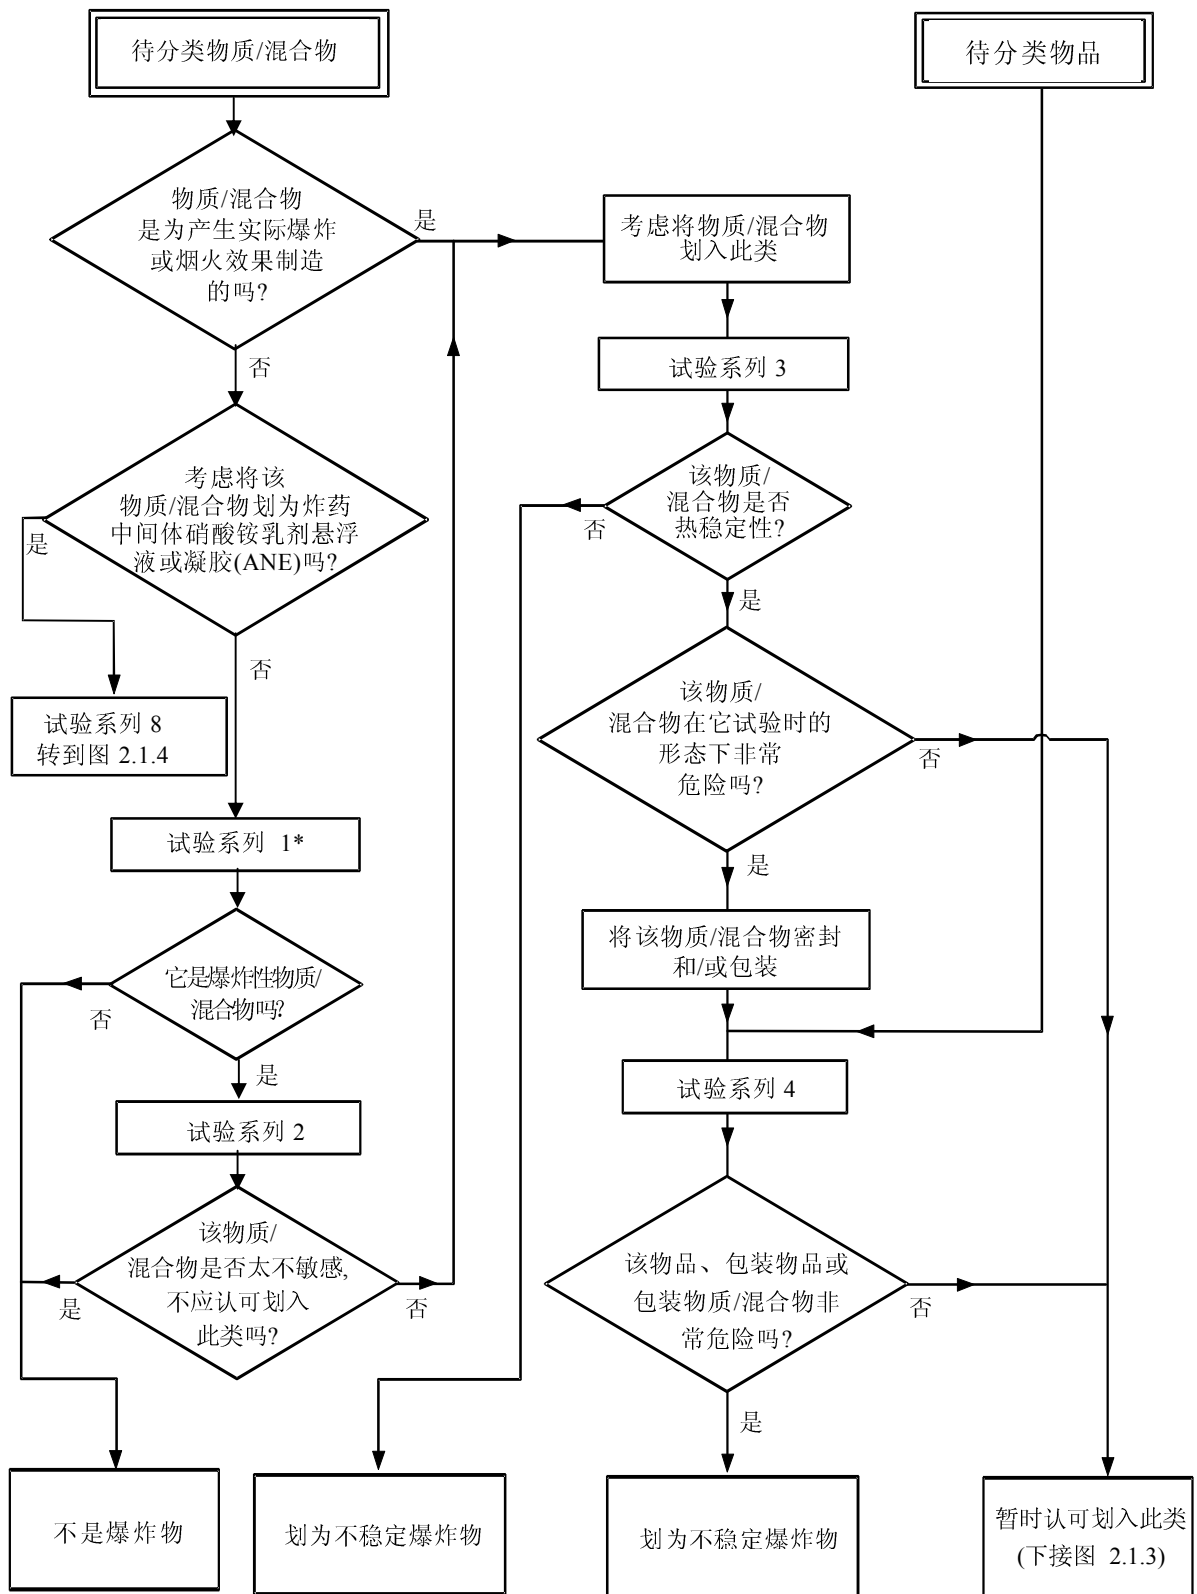 待分类物质/混合物
待分类物品
物质/混合物
是为产生实际爆炸
或烟火效果制造
的吗?
是
否
考虑将物质/混合物
划入此类
试验系列 3
考虑将该
物质/混合物划为炸药
中间体硝酸铵乳剂悬浮
液或凝胶(ANE)吗?
是
否
该物质/
混合物是否
热稳定性?
否
是
试验系列 8
转到图 2.1.4
该物质/
混合物在它试验时的
形态下非常
危险吗?
否
是
试验系列 1*
将该物质/混合物密封
和/或包装
它是爆炸性物质/
混合物吗?
否
是
试验系列 4
试验系列 2
该物质/
混合物是否太不敏感,
不应认可划入
此类吗?
是
否
该物品、包装物品或
包装物质/混合物非
常危险吗?
否
是
不是爆炸物
划为不稳定爆炸物
划为不稳定爆炸物
暂时认可划入此类
(下接图 2.1.3)